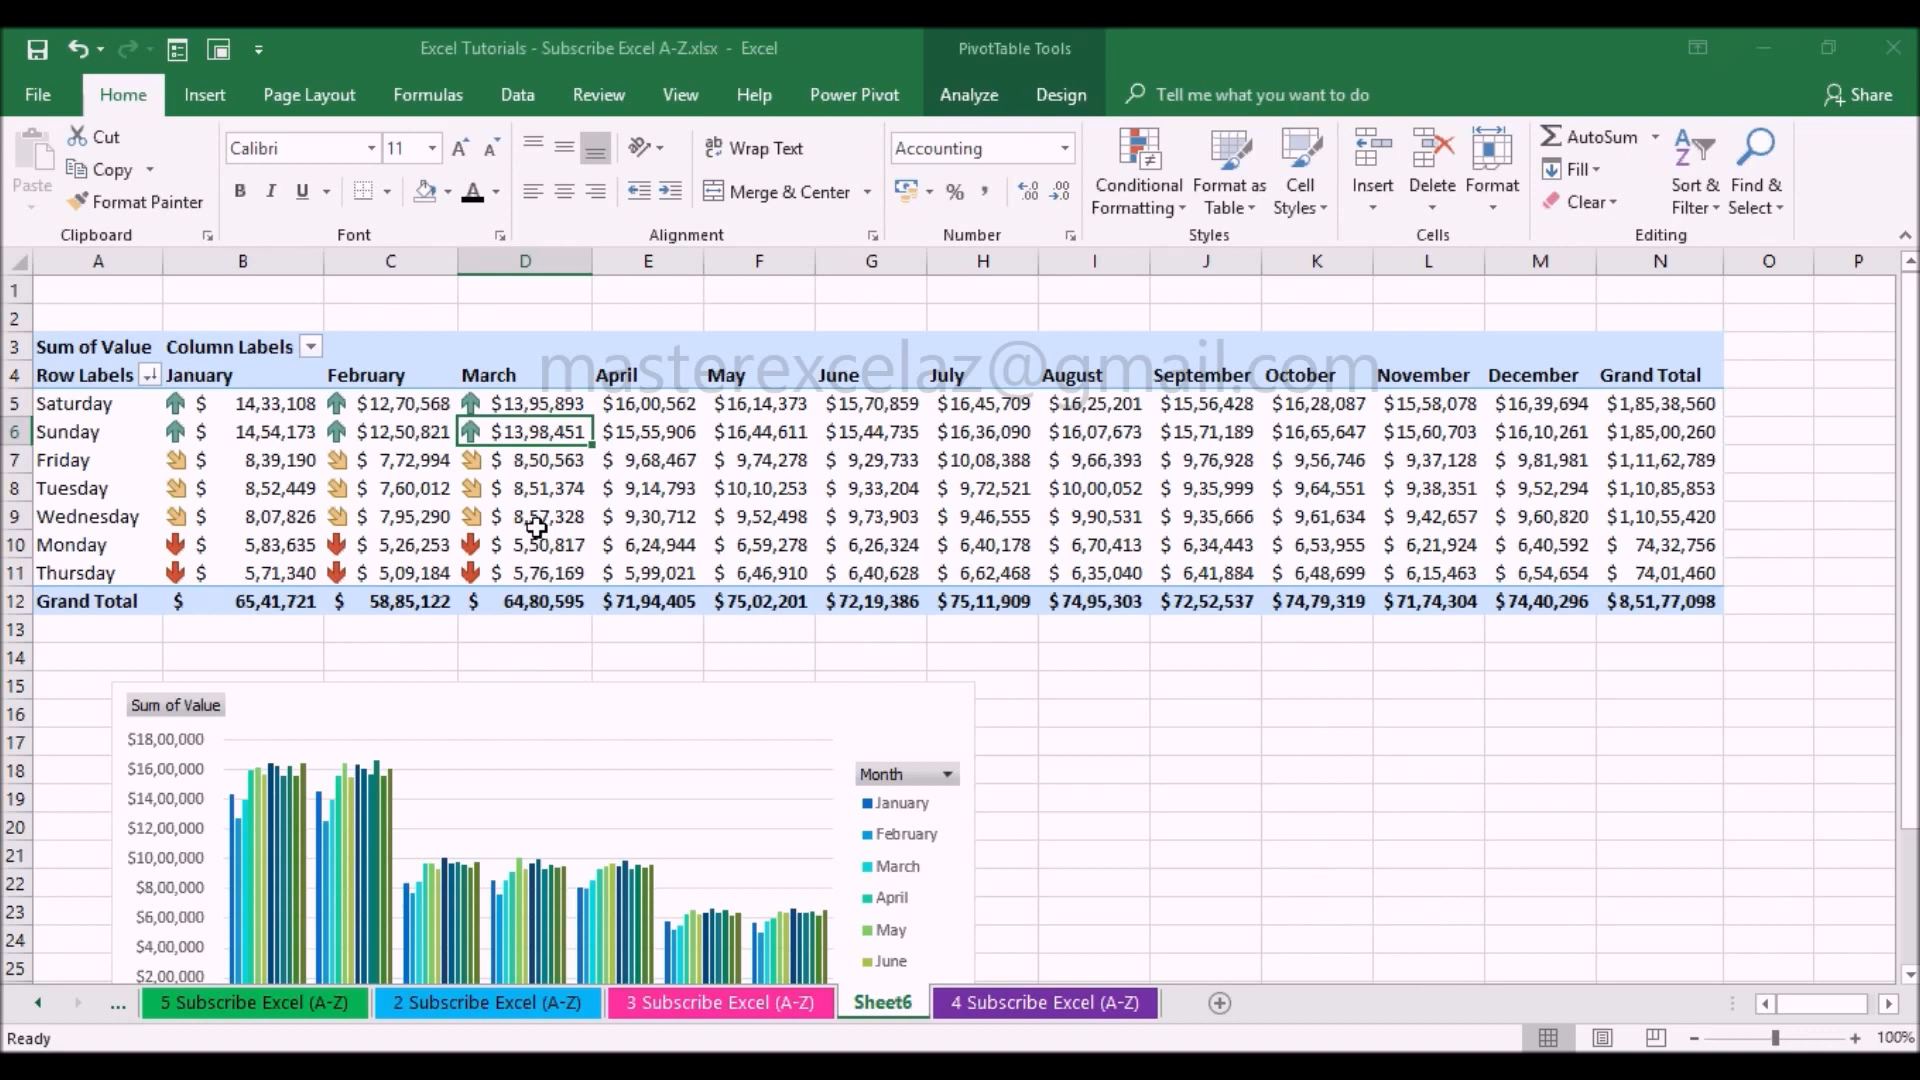 Excel Tutorials - Subscribe Excel A-Z.xlsx - Excel PivotTable Tools
File Home Insert Page Layout Formulas Data Review View Help Power Pivot Analyze Design Tell me what you want to do Share
Cut
Copy
Format Painter
Paste
Clipboard
Calibri 11
B I U A
Font
Wrap Text
Merge & Center
Alignment
Accounting
% , .00 .00
Number
Conditional Formatting
Format as Table
Cell Styles
Styles
Insert Delete Format
Cells
AutoSum
Fill
Clear
Sort & Filter
Find & Select
Editing
A B C D E F G H I J K L M N O P
1
2
3 Sum of Value Column Labels
masterexcelaz@gmail.com
4 Row Labels January February March April May June July August September October November December Grand Total
5 Saturday $ 14,33,108 $12,70,568 $13,95,893 $16,00,562 $16,14,373 $15,70,859 $16,45,709 $16,25,201 $15,56,428 $16,28,087 $15,58,078 $16,39,694 $1,85,38,560
6 Sunday $ 14,54,173 $12,50,821 $13,98,451 $15,55,906 $16,44,611 $15,44,735 $16,36,090 $16,07,673 $15,71,189 $16,65,647 $15,60,703 $16,10,261 $1,85,00,260
7 Friday $ 8,39,190 $ 7,72,994 $ 8,50,563 $ 9,68,467 $ 9,74,278 $ 9,29,733 $10,08,388 $ 9,66,393 $ 9,76,928 $ 9,56,746 $ 9,37,128 $ 9,81,981 $1,11,62,789
8 Tuesday $ 8,52,449 $ 7,60,012 $ 8,51,374 $ 9,14,793 $10,10,253 $ 9,33,204 $ 9,72,521 $10,00,052 $ 9,35,999 $ 9,64,551 $ 9,38,351 $ 9,52,294 $1,10,85,853
9 Wednesday $ 8,07,826 $ 7,95,290 $ 8,57,328 $ 9,30,712 $ 9,52,498 $ 9,73,903 $ 9,46,555 $ 9,90,531 $ 9,35,666 $ 9,61,634 $ 9,42,657 $ 9,60,820 $1,10,55,420
10 Monday $ 5,83,635 $ 5,26,253 $ 5,50,817 $ 6,24,944 $ 6,59,278 $ 6,26,324 $ 6,40,178 $ 6,70,413 $ 6,34,443 $ 6,53,955 $ 6,21,924 $ 6,40,592 $ 74,32,756
11 Thursday $ 5,71,340 $ 5,09,184 $ 5,76,169 $ 5,99,021 $ 6,46,910 $ 6,40,628 $ 6,62,468 $ 6,35,040 $ 6,41,884 $ 6,48,699 $ 6,15,463 $ 6,54,654 $ 74,01,460
12 Grand Total $ 65,41,721 $ 58,85,122 $ 64,80,595 $71,94,405 $75,02,201 $72,19,386 $75,11,909 $74,95,303 $72,52,537 $74,79,319 $71,74,304 $74,40,296 $8,51,77,098
13
14
15
16 Sum of Value
17 $18,00,000
18 $16,00,000 Month
19 $14,00,000 January
20 $12,00,000 February
21 $10,00,000 March
22 $8,00,000 April
23 $6,00,000 May
24 $4,00,000 June
25 $2,00,000
... 5 Subscribe Excel (A-Z) 2 Subscribe Excel (A-Z) 3 Subscribe Excel (A-Z) Sheet6 4 Subscribe Excel (A-Z)
Ready 100%